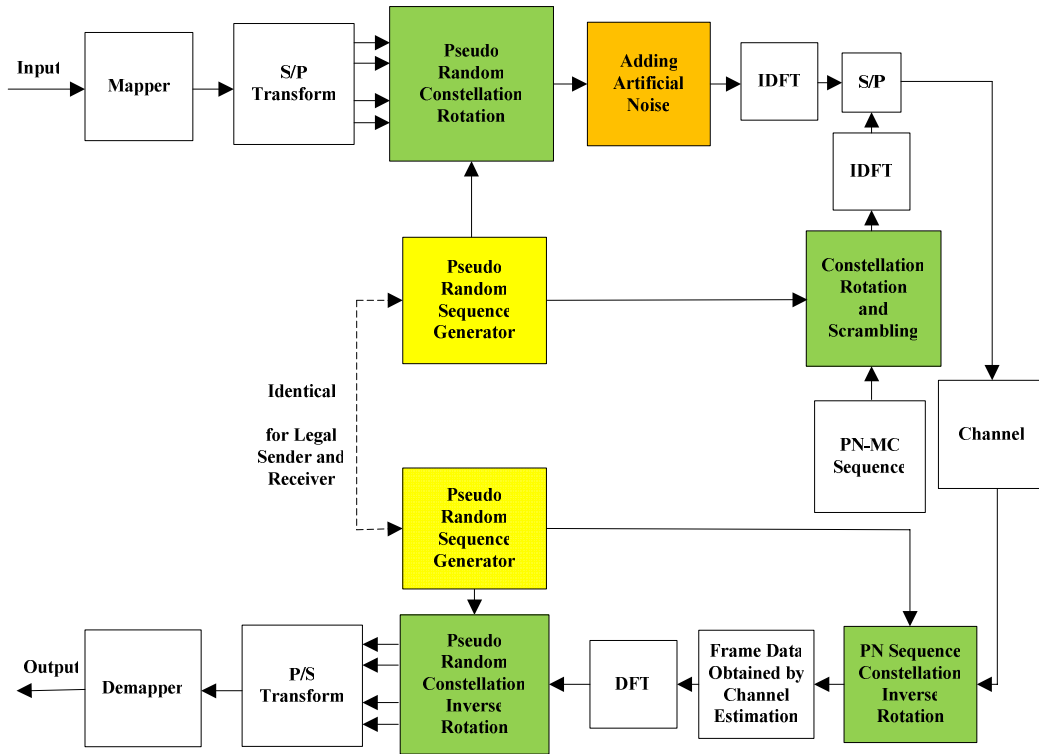 Input
Mapper
S/P
Transform
Pseudo
Random
Constellation
Rotation
Adding
Artificial
Noise
IDFT
S/P
IDFT
Pseudo
Random
Sequence
Generator
Constellation
Rotation
and
Scrambling
Identical
for Legal
Sender and
Receiver
PN-MC
Sequence
Channel
Pseudo
Random
Sequence
Generator
Output
Demapper
P/S
Transform
Pseudo
Random
Constellation
Inverse
Rotation
DFT
Frame Data
Obtained by
Channel
Estimation
PN Sequence
Constellation
Inverse
Rotation